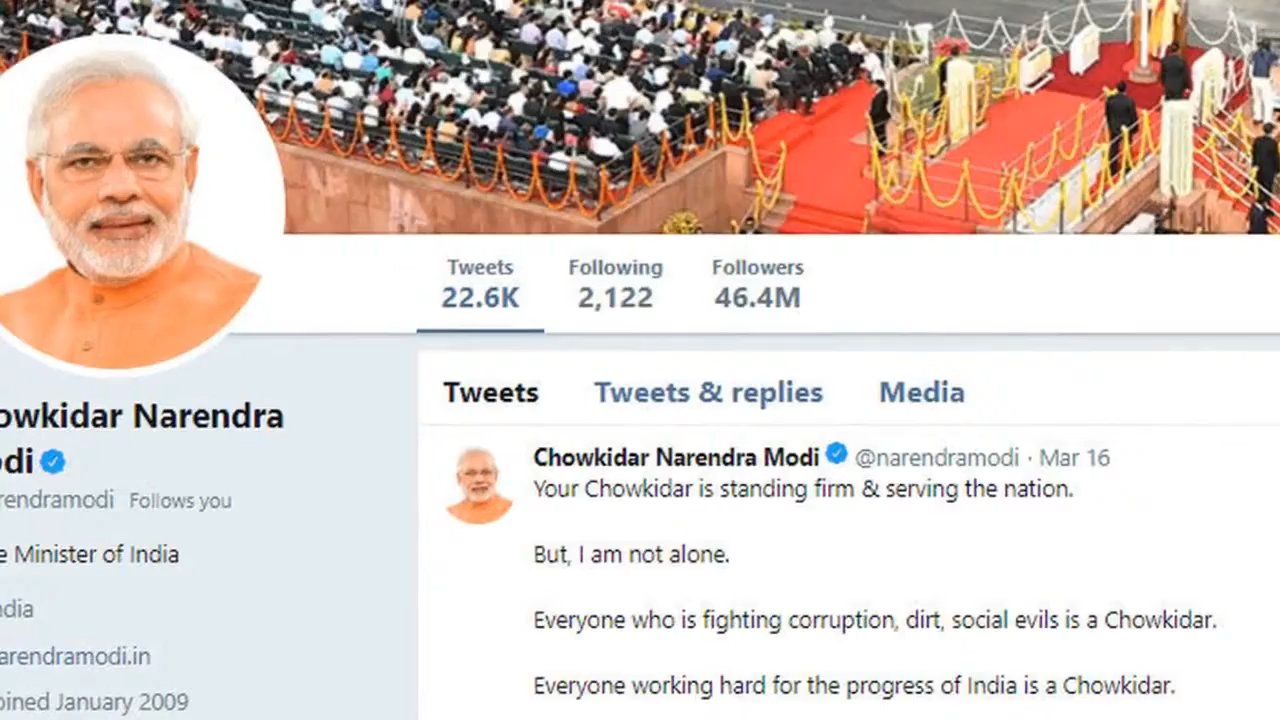 Tweets Following Followers
22.6K 2,122 46.4M
owkidar Narendra
odi
rendramodi Follows you
e Minister of India
ndia
arendramodi.in
oined January 2009
Tweets Tweets & replies Media
Chowkidar Narendra Modi @narendramodi · Mar 16
Your Chowkidar is standing firm & serving the nation.
But, I am not alone.
Everyone who is fighting corruption, dirt, social evils is a Chowkidar.
Everyone working hard for the progress of India is a Chowkidar.